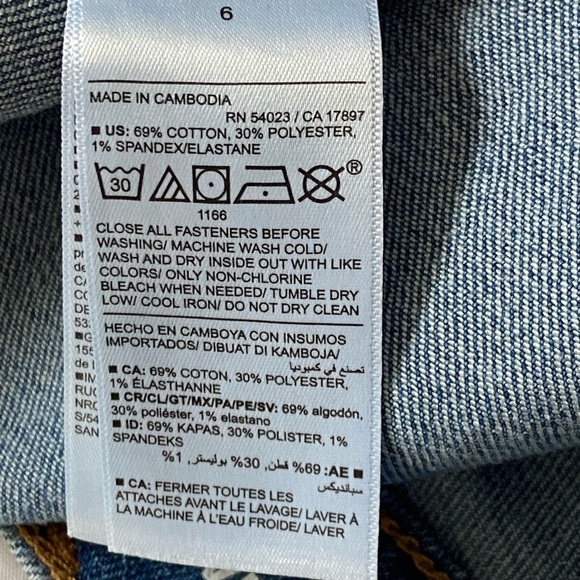 6
MADE IN CAMBODIA
RN 54023 / CA 17897
■ US: 69% COTTON, 30% POLYESTER,
1% SPANDEX/ELASTANE
30
®
1166
CLOSE ALL FASTENERS BEFORE
WASHING/ MACHINE WASH COLD/
WASH AND DRY INSIDE OUT WITH LIKE
COLORS/ ONLY NON-CHLORINE
BLEACH WHEN NEEDED/ TUMBLE DRY
LOW/ COOL IRON/ DO NOT DRY CLEAN
HECHO EN CAMBOYA CON INSUMOS
IMPORTADOS/ DIBUAT DI KAMBOJA/
تصنع في كمبوديا
■ CA: 69% COTON, 30% POLYESTER,
1% ÉLASTHANNE
■ CR/CL/GT/MX/PA/PE/SV: 69% algodón,
30% poliéster, 1% elastano
■ ID: 69% KAPAS, 30% POLISTER, 1%
SPANDEKS
■ AE: 69% قطن, 30% بوليستر, 1%
سبانديكس
■ CA: FERMER TOUTES LES
ATTACHES AVANT LE LAVAGE/ LAVER À
LA MACHINE À L'EAU FROIDE/ LAVER